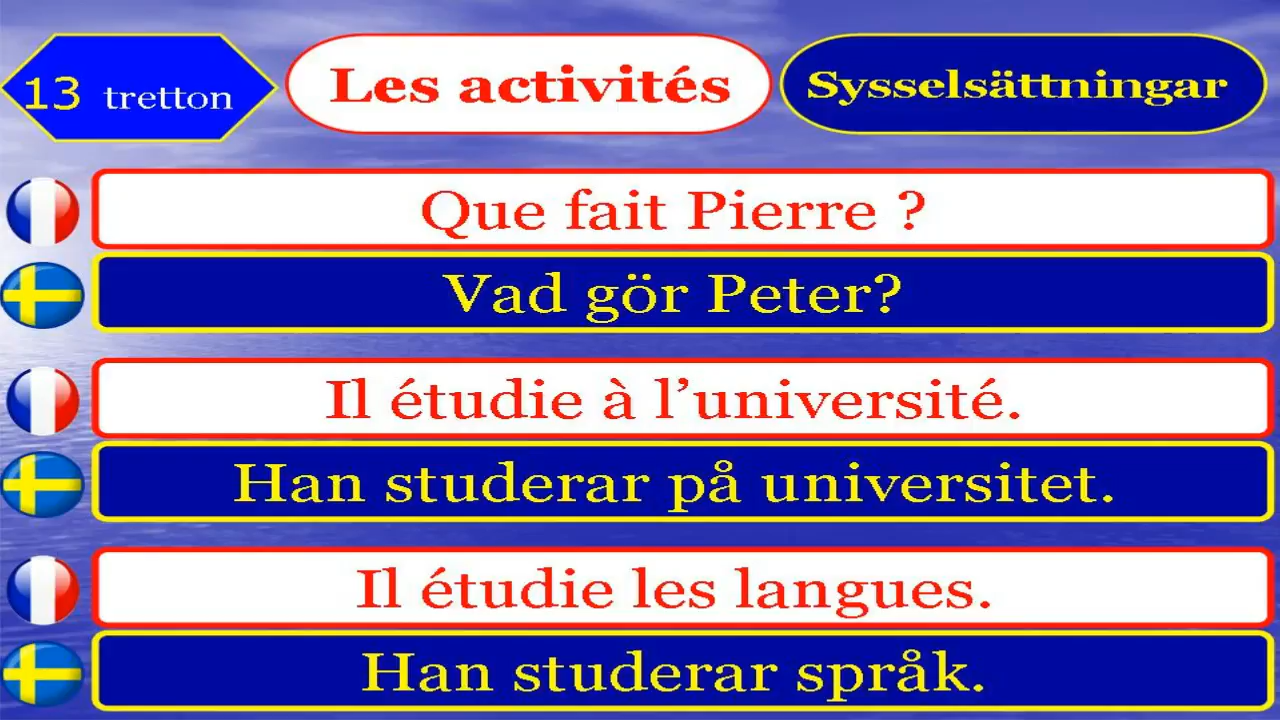 13 tretton
Les activités
Sysselsättningar
Que fait Pierre ?
Vad gör Peter?
Il étudie à l’université.
Han studerar på universitet.
Il étudie les langues.
Han studerar språk.